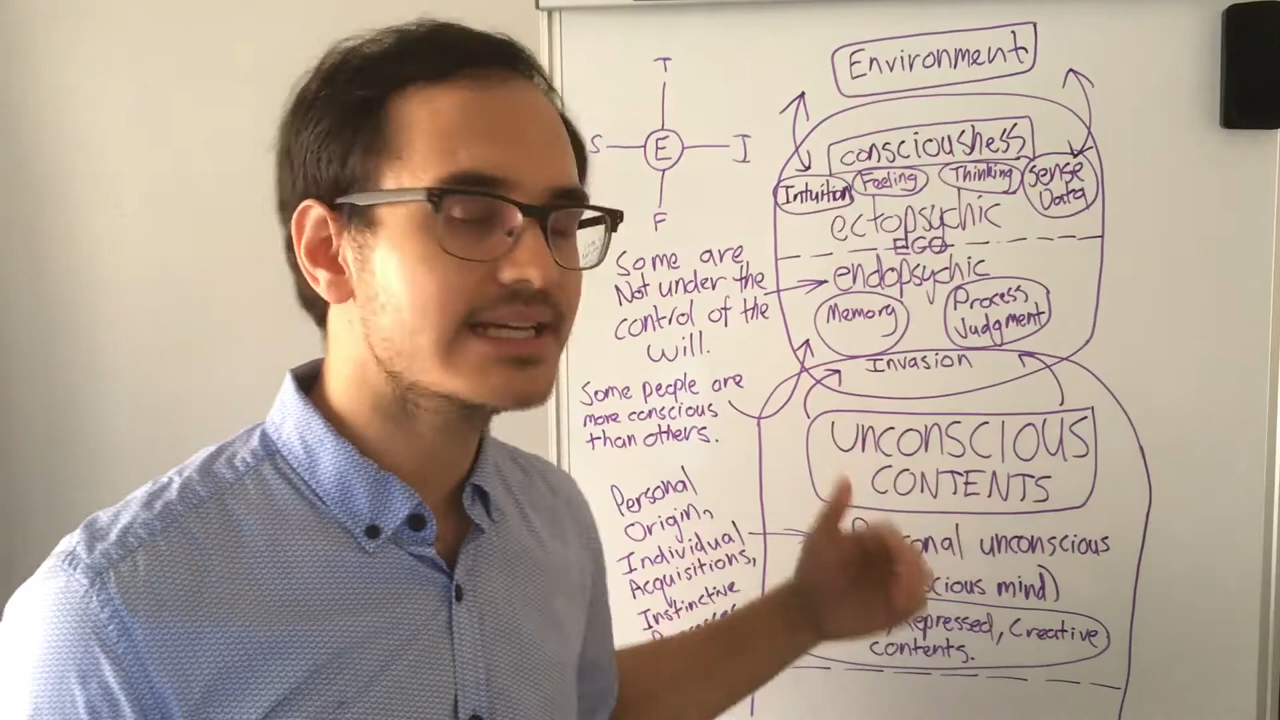 T
S E I
F
Some are
Not under the
control of the
will.
Some people are
more conscious
than others.
Personal
Origin,
Individual
Acquisitions,
Instinctive
Environment
consciousness
Intuition Feeling Thinking Sense
Data
ectopsychic
EGO
endopsychic
Memory Process
Judgment
Invasion
UNCONSCIOUS
CONTENTS
unconscious
mind)
Repressed, Creative
contents.